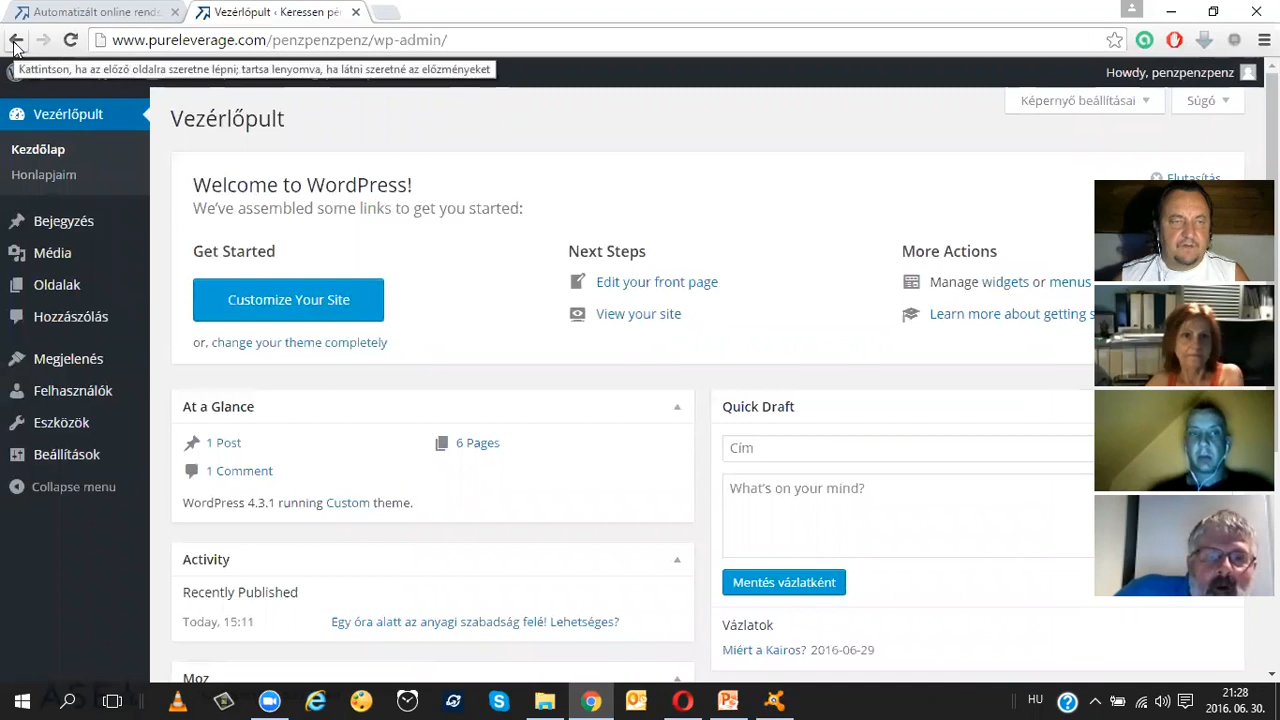 Automatizált online rends
Vezérlőpult ‹ Keressen pé
www.pureleverage.com/penzpenzpenz/wp-admin/
Kattintson, ha az előző oldalra szeretne lépni; tartsa lenyomva, ha látni szeretné az előzményeket
Howdy, penzpenzpenz
Vezérlőpult
Kezdőlap
Honlapjaim
Bejegyzés
Média
Oldalak
Hozzászólás
Megjelenés
Felhasználók
Eszközök
Beállítások
Collapse menu
Vezérlőpult
Képernyő beállításai
Súgó
Welcome to WordPress!
Elutasítás
We've assembled some links to get you started:
Get Started
Customize Your Site
or, change your theme completely
Next Steps
Edit your front page
View your site
More Actions
Manage widgets or menus
Learn more about getting s
At a Glance
1 Post
6 Pages
1 Comment
WordPress 4.3.1 running Custom theme.
Activity
Recently Published
Today, 15:11
Egy óra alatt az anyagi szabadság felé! Lehetséges?
Moz
Quick Draft
Cím
What's on your mind?
Mentés vázlatként
Vázlatok
Miért a Kairos? 2016-06-29
HU
21:28
2016. 06. 30.